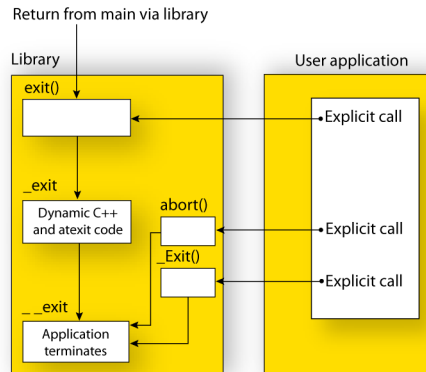 Return from main via library
Library
User application
exit()
Explicit call
_exit
Dynamic C++
and atexit code
abort()
Explicit call
_Exit()
Explicit call
_ _exit
Application
terminates